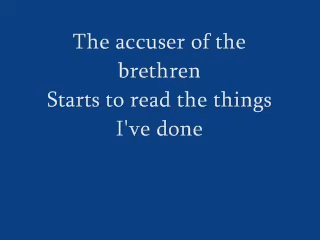 The accuser of the
brethren
Starts to read the things
I've done